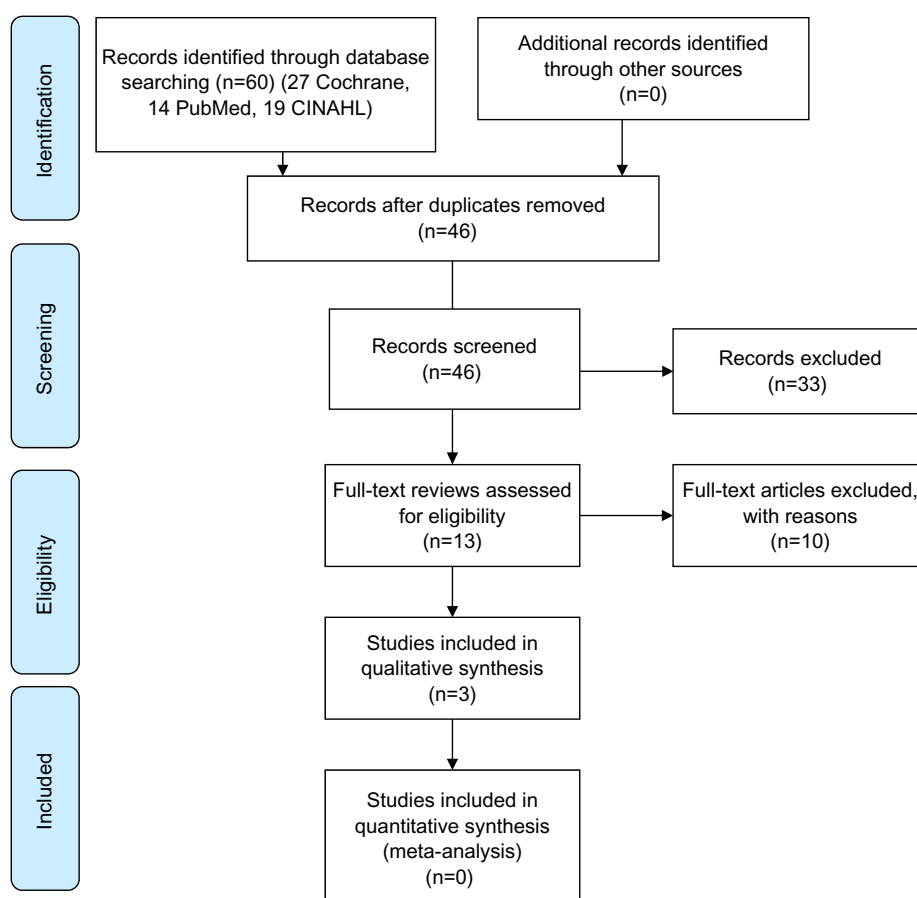 Identification
Records identified through database
searching (n=60) (27 Cochrane,
14 PubMed, 19 CINAHL)
Additional records identified
through other sources
(n=0)
Records after duplicates removed
(n=46)
Screening
Records screened
(n=46)
Records excluded
(n=33)
Eligibility
Full-text reviews assessed
for eligibility
(n=13)
Full-text articles excluded,
with reasons
(n=10)
Studies included in
qualitative synthesis
(n=3)
Included
Studies included in
quantitative synthesis
(meta-analysis)
(n=0)